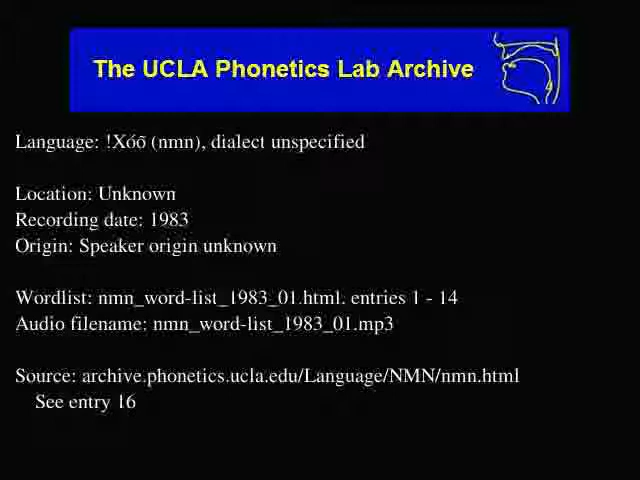 The UCLA Phonetics Lab Archive
Language: !Xóõ (nmn), dialect unspecified
Location: Unknown
Recording date: 1983
Origin: Speaker origin unknown
Wordlist: nmn_word-list_1983_01.html. entries 1 - 14
Audio filename: nmn_word-list_1983_01.mp3
Source: archive.phonetics.ucla.edu/Language/NMN/nmn.html
See entry 16